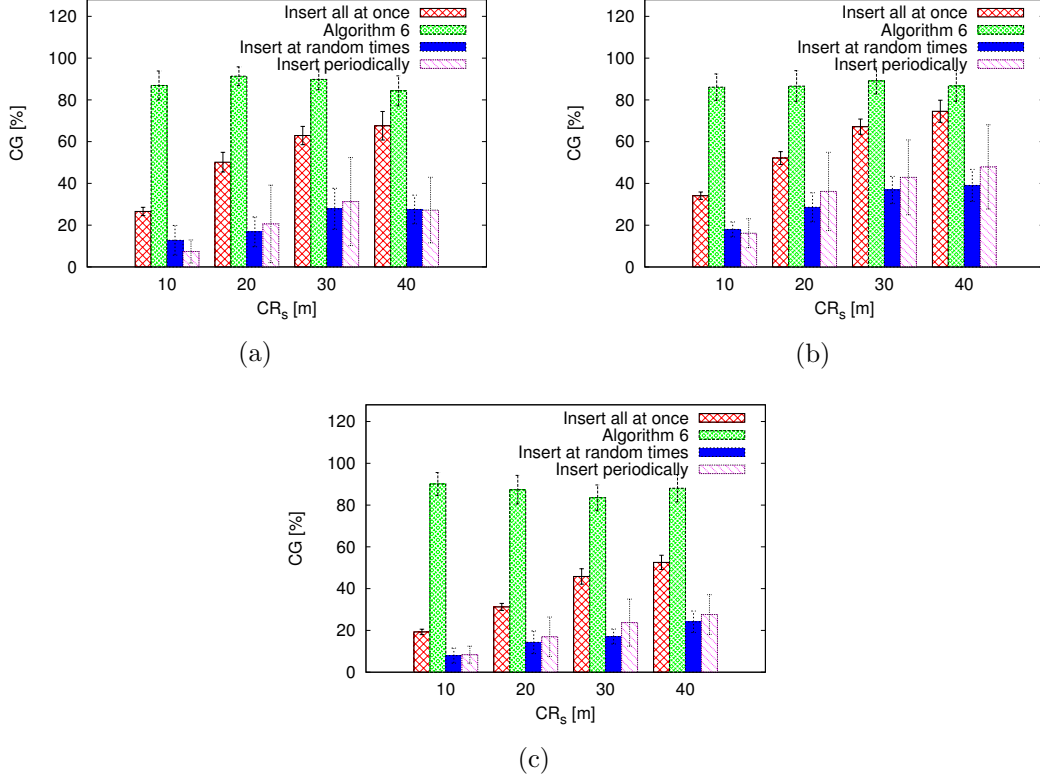 120
100
80
60
40
20
0
CG [%]
Insert all at once
Algorithm 6
Insert at random times
Insert periodically
10 20 30 40
CR_s [m]
(a)
120
100
80
60
40
20
0
CG [%]
Insert all at once
Algorithm 6
Insert at random times
Insert periodically
10 20 30 40
CR_s [m]
(b)
120
100
80
60
40
20
0
CG [%]
Insert all at once
Algorithm 6
Insert at random times
Insert periodically
10 20 30 40
CR_s [m]
(c)